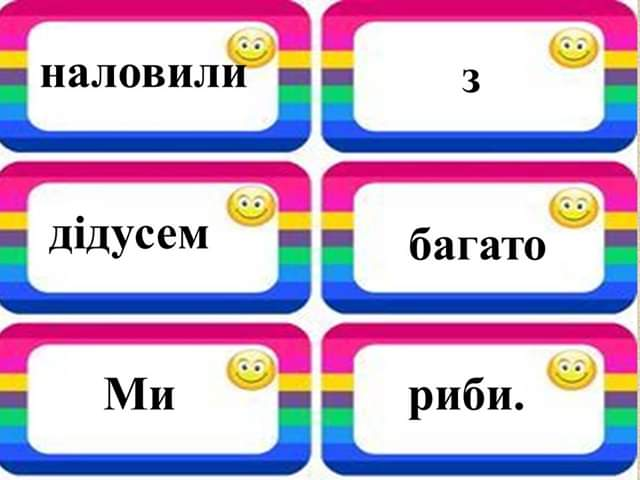 наловили
з
дідусем
багато
Ми
риби.